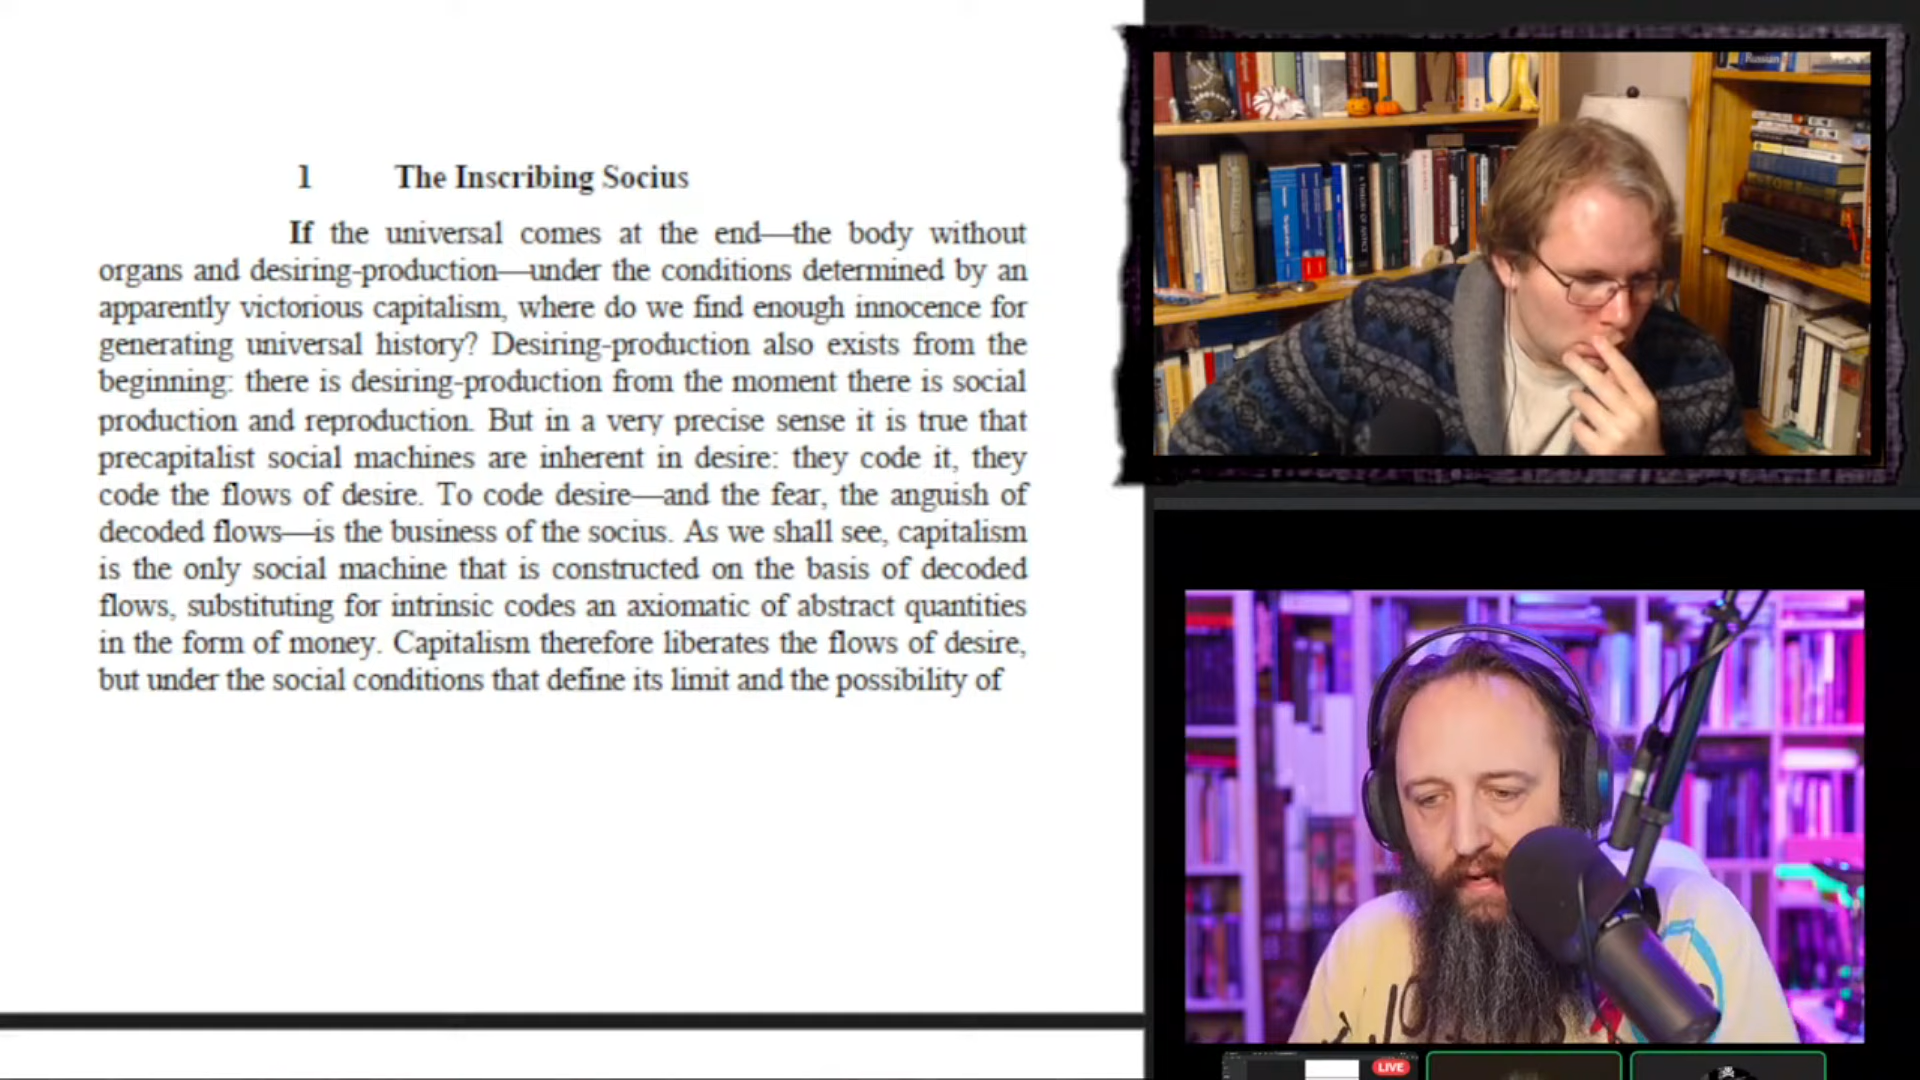 1 The Inscribing Socius
If the universal comes at the end—the body without
organs and desiring-production—under the conditions determined by an
apparently victorious capitalism, where do we find enough innocence for
generating universal history? Desiring-production also exists from the
beginning: there is desiring-production from the moment there is social
production and reproduction. But in a very precise sense it is true that
precapitalist social machines are inherent in desire: they code it, they
code the flows of desire. To code desire—and the fear, the anguish of
decoded flows—is the business of the socius. As we shall see, capitalism
is the only social machine that is constructed on the basis of decoded
flows, substituting for intrinsic codes an axiomatic of abstract quantities
in the form of money. Capitalism therefore liberates the flows of desire,
but under the social conditions that define its limit and the possibility of
Russian
A THEORY OF JUSTICE
LIVE